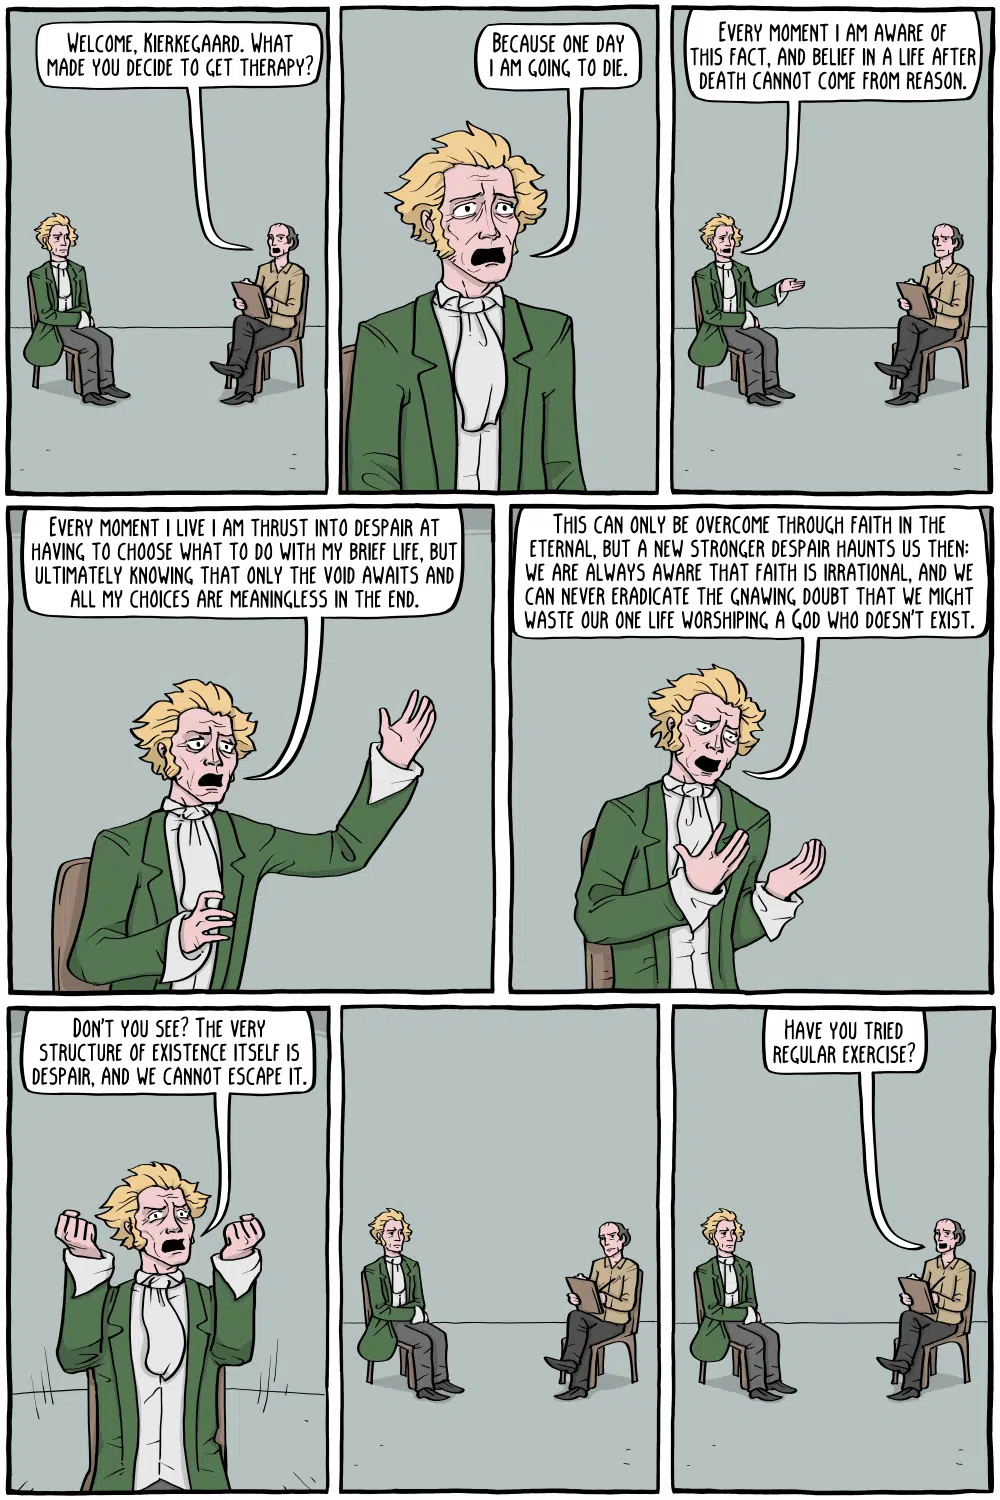 Welcome, Kierkegaard. What
made you decide to get therapy?
Because one day
I am going to die.
Every moment I am aware of
this fact, and belief in a life after
death cannot come from reason.
Every moment I live I am thrust into despair at
having to choose what to do with my brief life, but
ultimately knowing that only the void awaits and
all my choices are meaningless in the end.
This can only be overcome through faith in the
eternal, but a new stronger despair haunts us then:
we are always aware that faith is irrational, and we
can never eradicate the gnawing doubt that we might
waste our one life worshiping a God who doesn't exist.
Don't you see? The very
structure of existence itself is
despair, and we cannot escape it.
Have you tried
regular exercise?